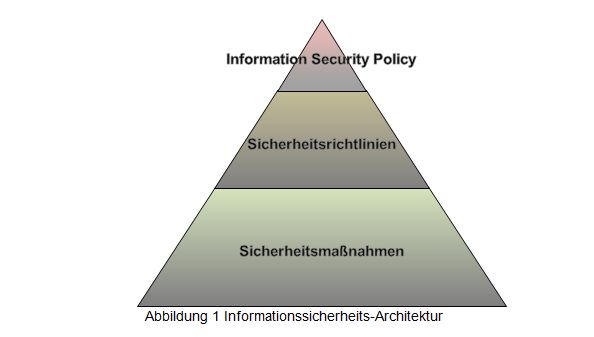 Information Security Policy
Sicherheitsrichtlinien
Sicherheitsmaßnahmen
Abbildung 1 Informationssicherheits-Architektur